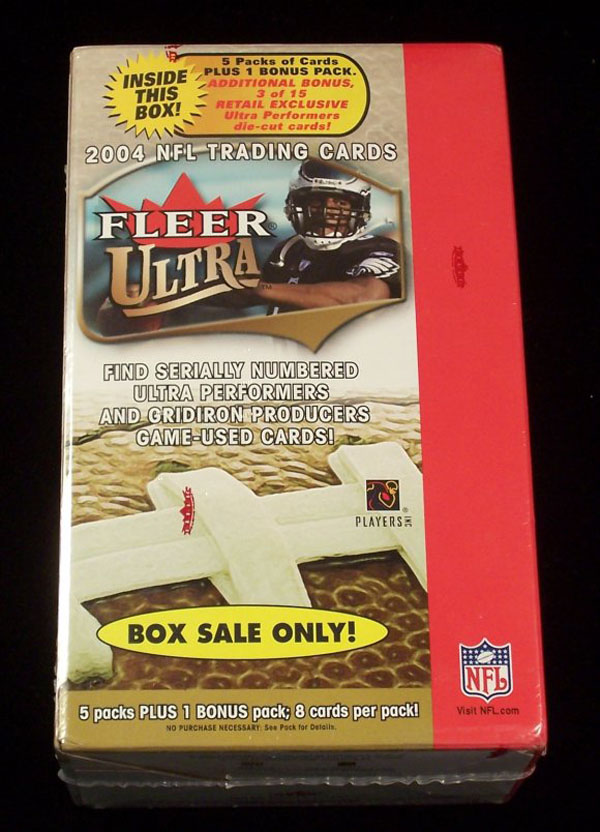 INSIDE
THIS
BOX!
5 Packs of Cards
PLUS 1 BONUS PACK.
ADDITIONAL BONUS,
3 of 15
RETAIL EXCLUSIVE
Ultra Performers
die-cut cards!
2004 NFL TRADING CARDS
FLEER®
ULTRA™
FIND SERIALLY NUMBERED
ULTRA PERFORMERS
AND GRIDIRON PRODUCERS
GAME-USED CARDS!
PLAYERS INC
BOX SALE ONLY!
NFL
Visit NFL.com
5 packs PLUS 1 BONUS pack; 8 cards per pack!
NO PURCHASE NECESSARY: See Pack for Details.